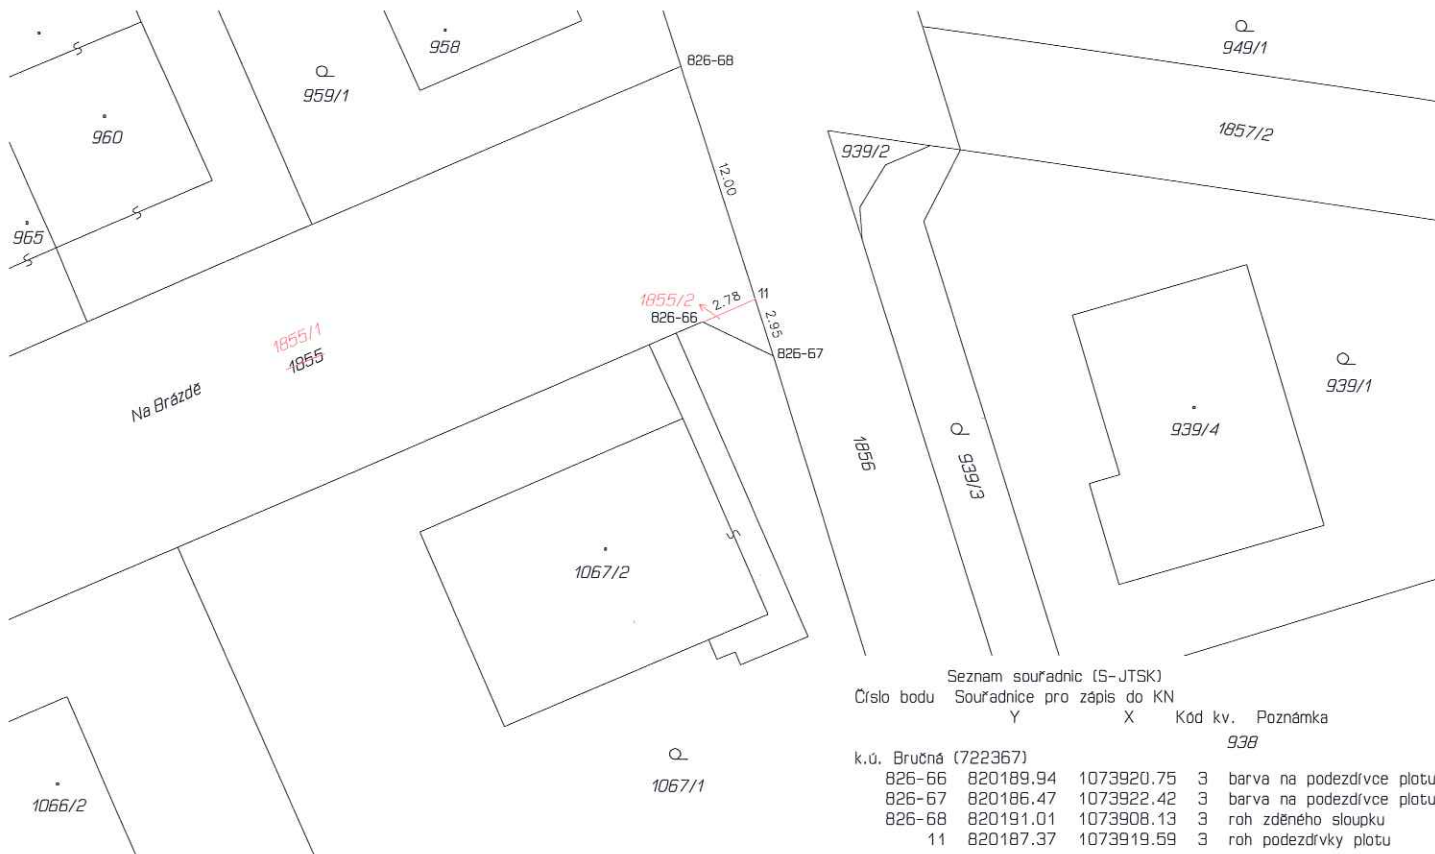 958
826-68
949/1
959/1
960
1857/2
939/2
12.00
965
1855/2
2.78
11
826-66
2.95
826-67
1855/1
1855
Na Brázdě
939/1
939/4
1856
939/3
1067/2
1067/1
1066/2
Seznam souřadnic (S-JTSK)
Číslo bodu Souřadnice pro zápis do KN
Y X Kód kv. Poznámka
938
k.ú. Bručná (722367)
826-66 820189.94 1073920.75 3 barva na podezdívce plotu
826-67 820186.47 1073922.42 3 barva na podezdívce plotu
826-68 820191.01 1073908.13 3 roh zděného sloupku
11 820187.37 1073919.59 3 roh podezdívky plotu